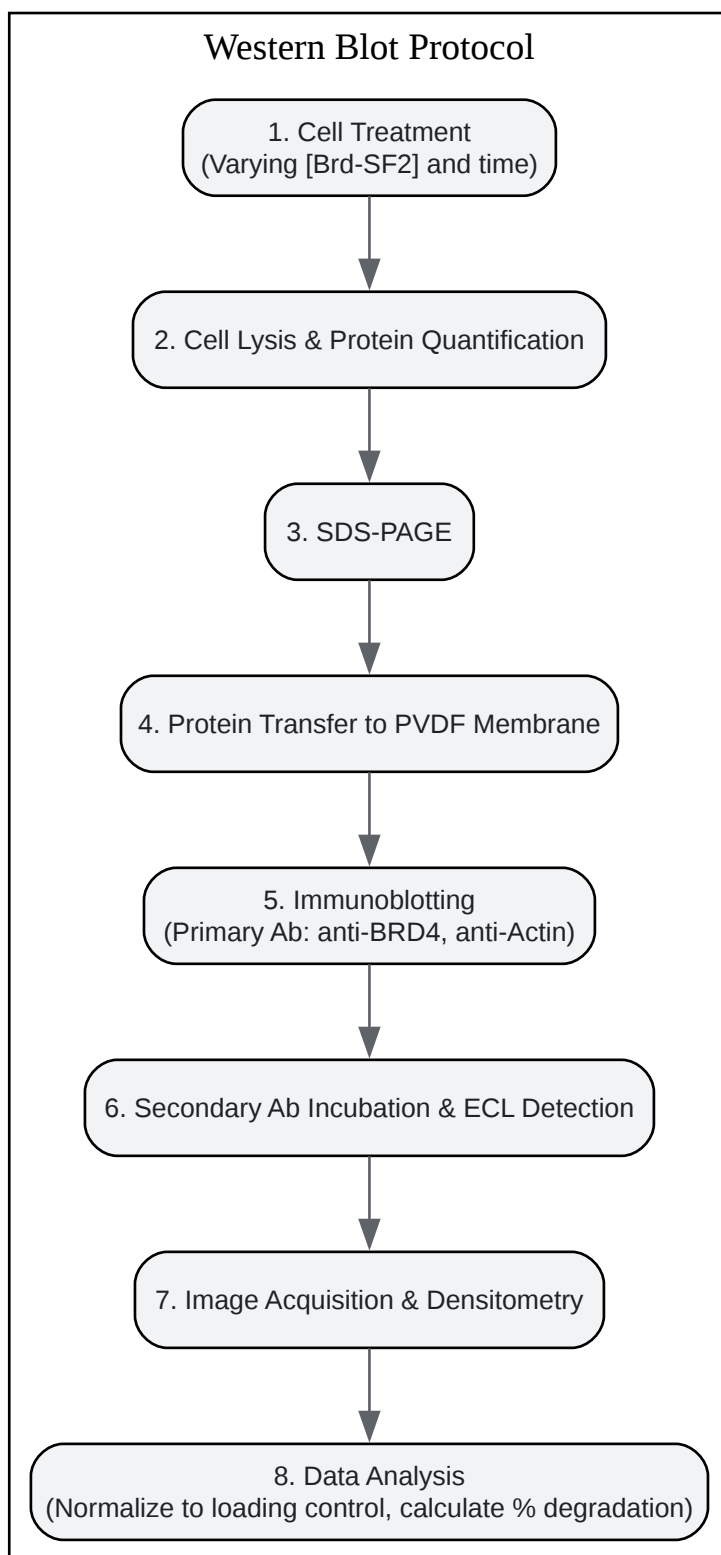 Western Blot Protocol
1. Cell Treatment
(Varying [Brd-SF2] and time)
2. Cell Lysis & Protein Quantification
3. SDS-PAGE
4. Protein Transfer to PVDF Membrane
5. Immunoblotting
(Primary Ab: anti-BRD4, anti-Actin)
6. Secondary Ab Incubation & ECL Detection
7. Image Acquisition & Densitometry
8. Data Analysis
(Normalize to loading control, calculate % degradation)